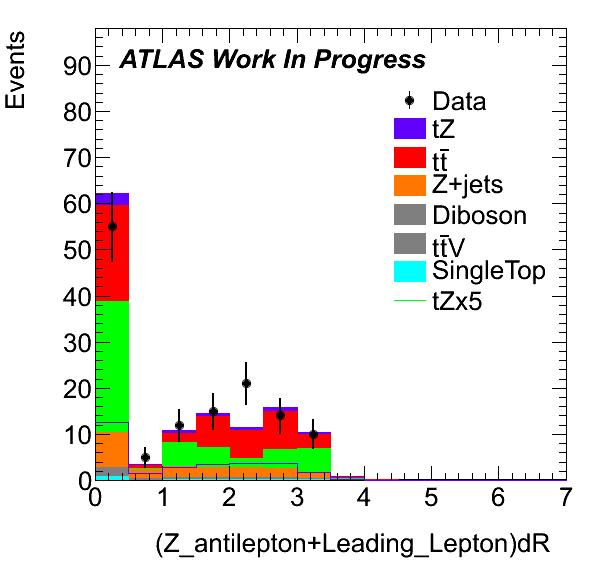 Events
ATLAS Work In Progress
Data
tZ
tt̄
Z+jets
Diboson
tt̄V
SingleTop
tZx5
90
80
70
60
50
40
30
20
10
0
0 1 2 3 4 5 6 7
(Z_antilepton+Leading_Lepton)dR